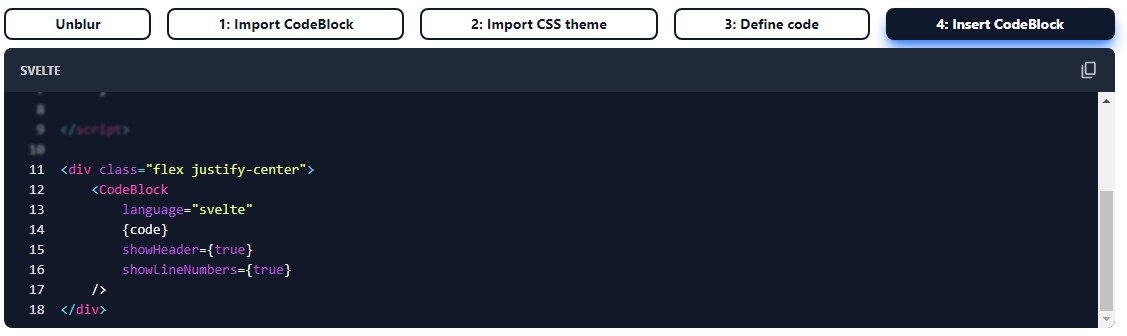 Unblur
1: Import CodeBlock
2: Import CSS theme
3: Define code
4: Insert CodeBlock
SVELTE
8
9 </script>
10
11 <div class="flex justify-center">
12     <CodeBlock
13         language="svelte"
14         {code}
15         showHeader={true}
16         showLineNumbers={true}
17     />
18 </div>